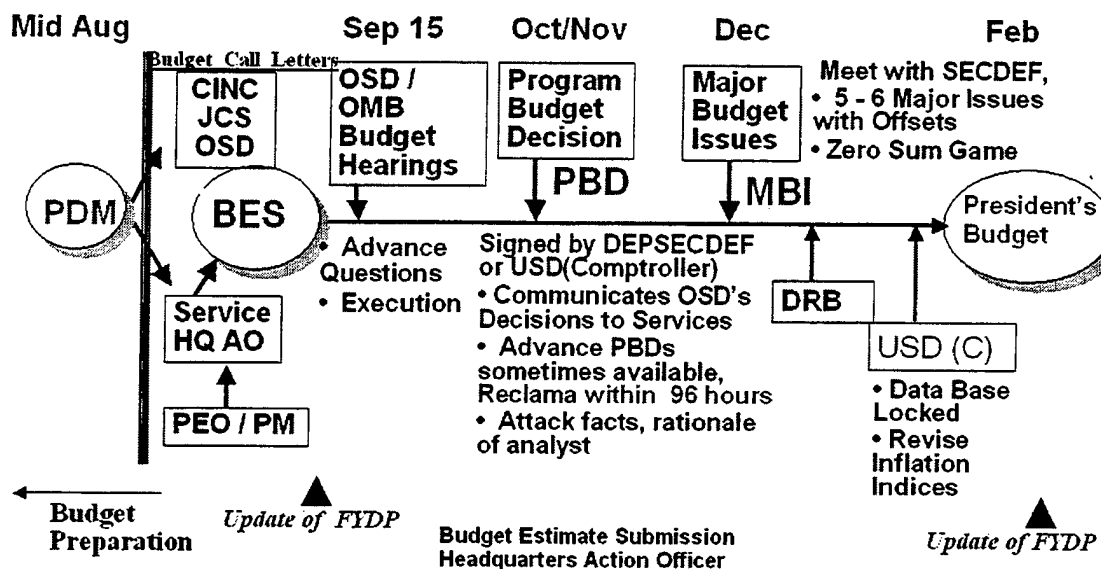 Mid Aug
Sep 15
Oct/Nov
Dec
Feb
Budget Call Letters
CINC
JCS
OSD
OSD /
OMB
Budget
Hearings
Program
Budget
Decision
Major
Budget
Issues
Meet with SECDEF,
• 5 - 6 Major Issues
with Offsets
• Zero Sum Game
PDM
BES
PBD
MBI
President's
Budget
• Advance
Questions
• Execution
Signed by DEPSECDEF
or USD(Comptroller)
• Communicates OSD's
Decisions to Services
• Advance PBDs
sometimes available,
Reclama within 96 hours
• Attack facts, rationale
of analyst
DRB
USD (C)
• Data Base
Locked
• Revise
Inflation
Indices
Service
HQ AO
PEO / PM
Budget
Preparation
Update of FYDP
Budget Estimate Submission
Headquarters Action Officer
Update of FYDP